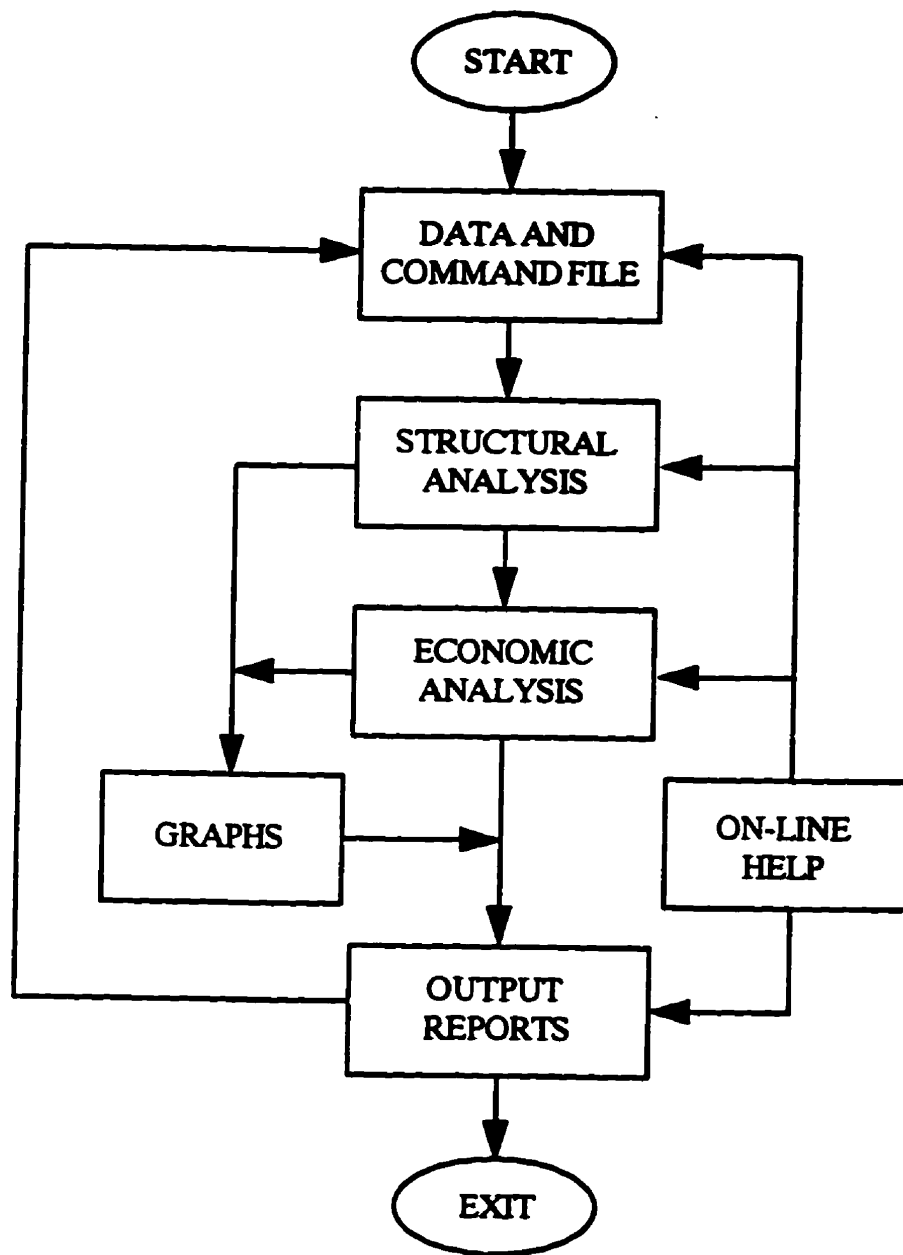 START
DATA AND
COMMAND FILE
STRUCTURAL
ANALYSIS
ECONOMIC
ANALYSIS
GRAPHS
ON-LINE
HELP
OUTPUT
REPORTS
EXIT